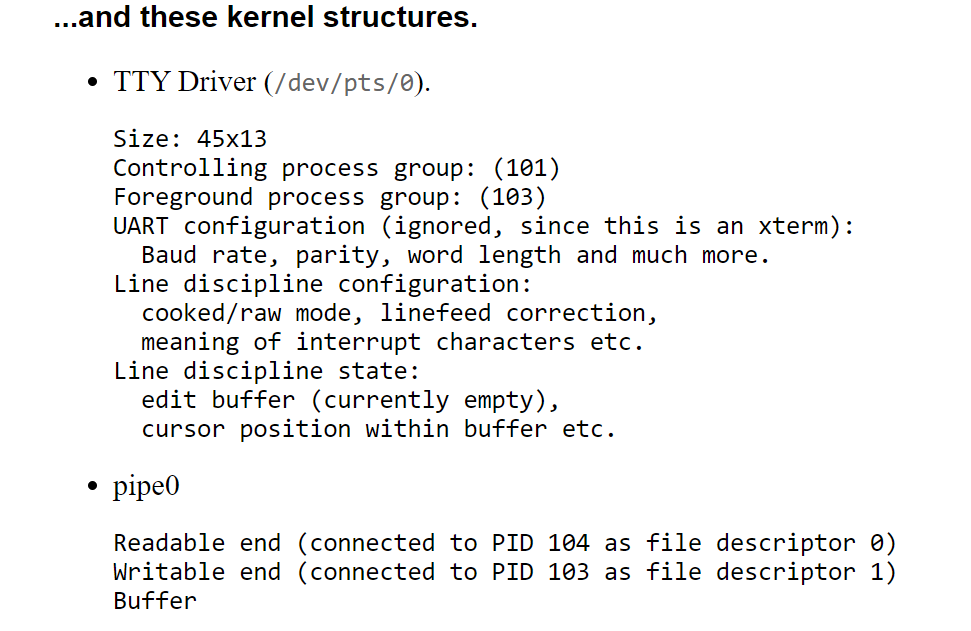 ...and these kernel structures.
• TTY Driver (/dev/pts/0).
Size: 45x13
Controlling process group: (101)
Foreground process group: (103)
UART configuration (ignored, since this is an xterm):
  Baud rate, parity, word length and much more.
Line discipline configuration:
  cooked/raw mode, linefeed correction,
  meaning of interrupt characters etc.
Line discipline state:
  edit buffer (currently empty),
  cursor position within buffer etc.
• pipe0
Readable end (connected to PID 104 as file descriptor 0)
Writable end (connected to PID 103 as file descriptor 1)
Buffer